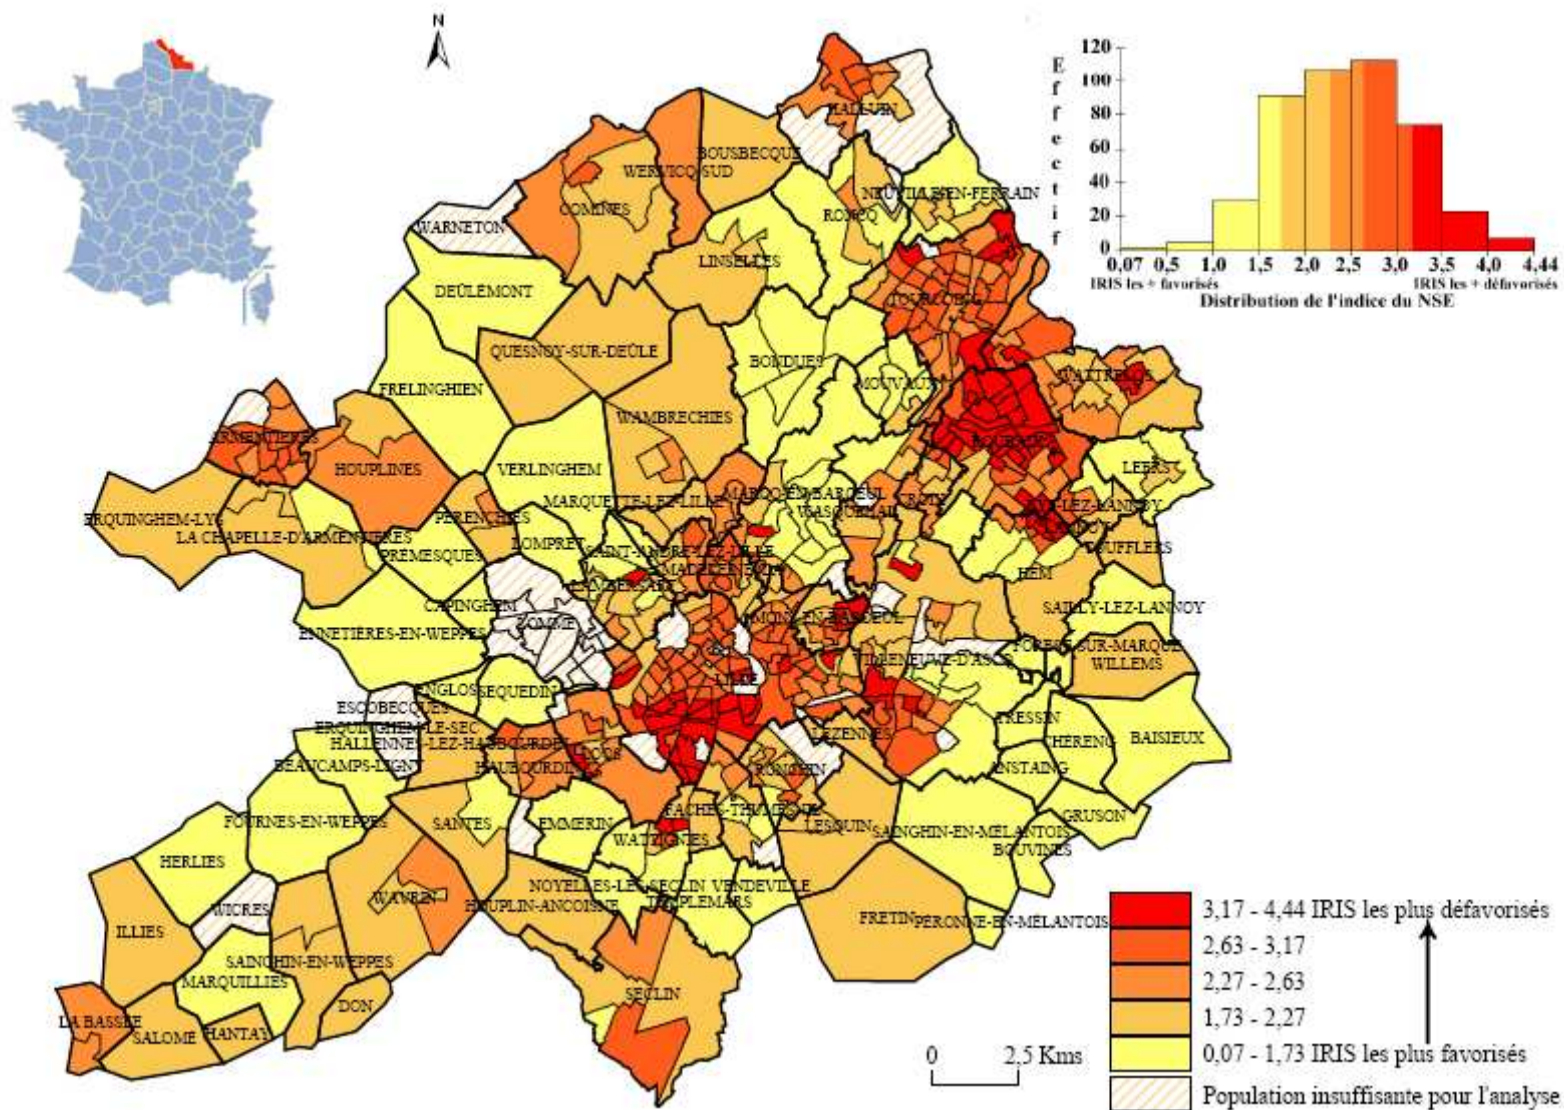 N
Effectif
120
100
80
60
40
20
0
0,07 0,5 1,0 1,5 2,0 2,5 3,0 3,5 4,0 4,44
IRIS les + favorisés IRIS les + défavorisés
Distribution de l'indice du NSE
HALLUIN
BOUSBECQUE
WERVICQ-SUD
COMINES
NEUVILLE-EN-FERRAIN
RONCQ
WARNETON
LINSELLES
DEÛLEMONT
TOURCOING
QUESNOY-SUR-DEÛLE
BONDUES
FRELINGHIEN
MOUVAUX
WATTRELOS
WAMBRECHIES
ARMENTIERES
ROUBAIX
HOUPLINES
VERLINGHEM
LEERS
MARQUETTE-LEZ-LILLE
MARCQ-EN-BAROEUL
WASQUEHAL
CROIX
LYS-LEZ-LANNOY
ERQUINGHEM-LYS
PERENCHIES
LA CHAPELLE-D'ARMENTIÈRES
LOMPRET
PRÉMESQUES
SAINT-ANDRE-LEZ-LILLE
TOUFFLERS
HEM
LAMBERSART
CAPINGHEM
SAILLY-LEZ-LANNOY
LOMME
MONS-EN-BAROEUL
ENNETIÈRES-EN-WEPPES
FOREST-SUR-MARQUE
VILLENEUVE-D'ASCQ
WILLEMS
LILLE
ENGLOS
SEQUEDIN
ESCOBECQUES
ERQUINGHEM-LE-SEC
TRESSIN
HALLENNES-LEZ-HAUBOURDIN
LEZENNES
CHÉRENG
BAISIEUX
LOOS
BEAUCAMPS-LIGNY
HAUBOURDIN
RONCHIN
ANSTAING
FACHES-THUMESNIL
GRUSON
FOURNES-EN-WEPPES
SANTES
EMMERIN
LESQUIN
SAINGHIN-EN-MÉLANTOIS
WATTIGNIES
BOUVINES
HERLIES
NOYELLES-LES-SECLIN
VENDEVILLE
WAVRIN
TEMPLEMARS
HOUPLIN-ANCOISNE
WICRES
FRETIN
PÉRONNE-EN-MÉLANTOIS
ILLIES
SAINGHIN-EN-WEPPES
MARQUILLIES
SECLIN
DON
LA BASSÉE
SALOME
HANTAY
0 2,5 Kms
3,17 - 4,44 IRIS les plus défavorisés
2,63 - 3,17
2,27 - 2,63
1,73 - 2,27
0,07 - 1,73 IRIS les plus favorisés
Population insuffisante pour l'analyse